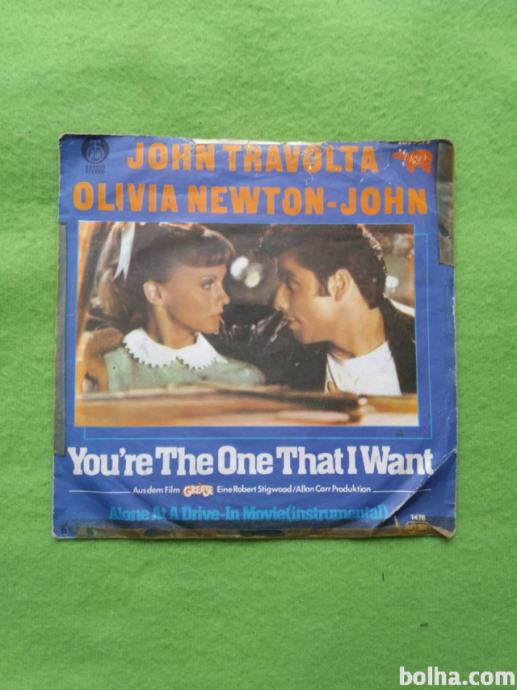 JOHN TRAVOLTA
OLIVIA NEWTON-JOHN
You're The One That I Want
Aus dem Film GREASE Eine Robert Stigwood/Allan Carr Produktion
Alone At A Drive-In Movie (instrumental)
1476
bolha.com